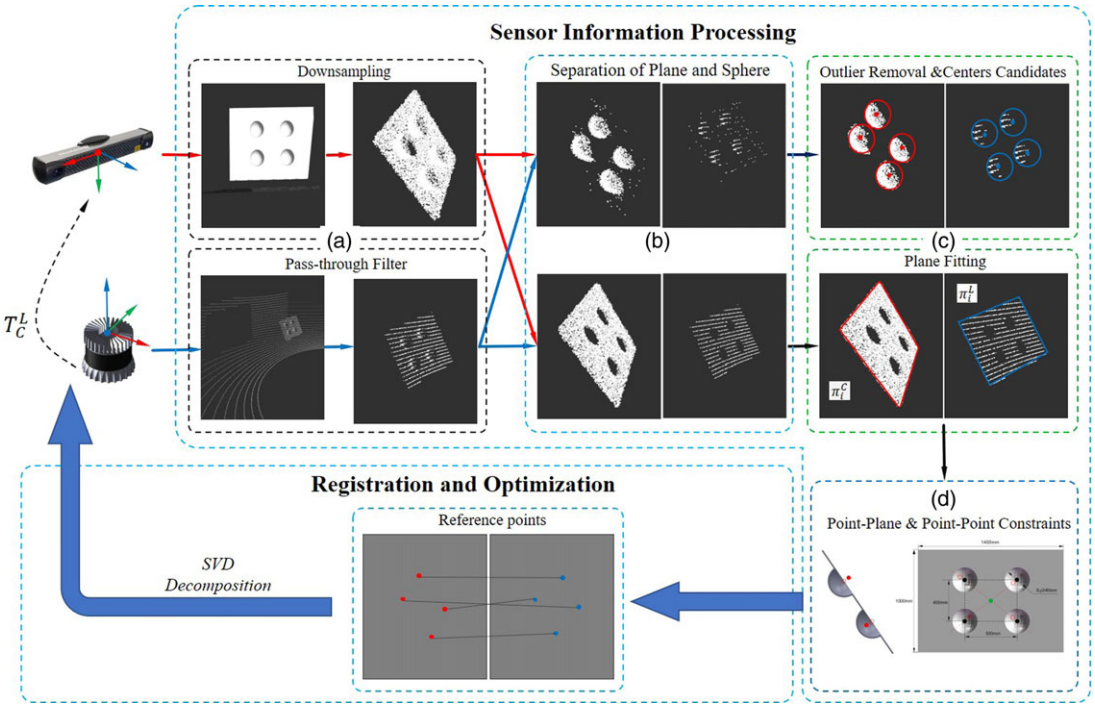 Sensor Information Processing
Downsampling
Separation of Plane and Sphere
Outlier Removal &Centers Candidates
(a)
(b)
(c)
Pass-through Filter
Plane Fitting
T_C^L
π_i^L
π_i^C
Registration and Optimization
(d)
Reference points
Point-Plane & Point-Point Constraints
1400mm
SVD
Decomposition
1000mm
400mm
500mm